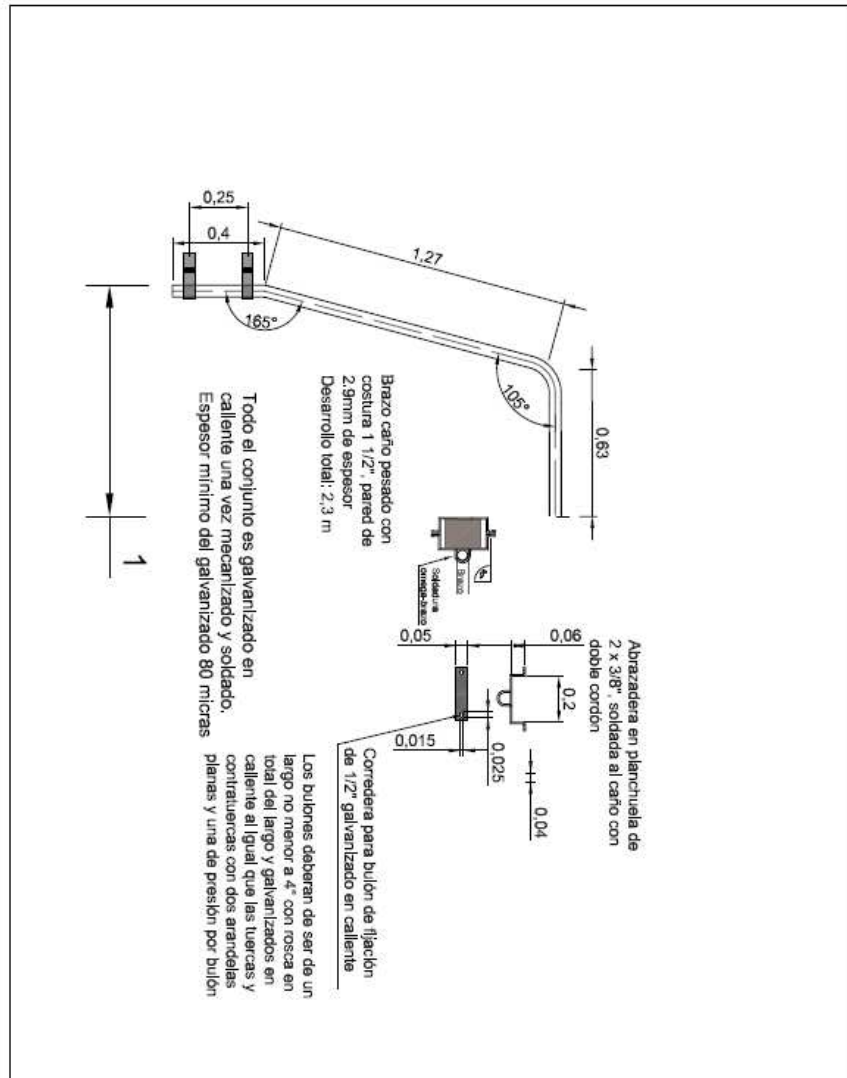 0,25
0,4
1,27
165°
105°
0,63
Brazo caño pesado con
costura 1 1/2", pared de
2.9mm de espesor
Desarrollo total: 2,3 m
Todo el conjunto es galvanizado en
caliente una vez mecanizado y soldado.
Espesor mínimo del galvanizado 80 micras
1
Brazo
Soldadura
omega-brazo
Abrazadera en planchuela de
2 x 3/8", soldada al caño con
doble cordón
0,05
0,06
0,2
0,015
0,025
0,04
Corredera para bulón de fijación
de 1/2" galvanizado en caliente
Los bulones deberan de ser de un
largo no menor a 4" con rosca en
total del largo y galvanizados en
caliente al igual que las tuercas y
contratuercas con dos arandelas
planas y una de presión por bulón